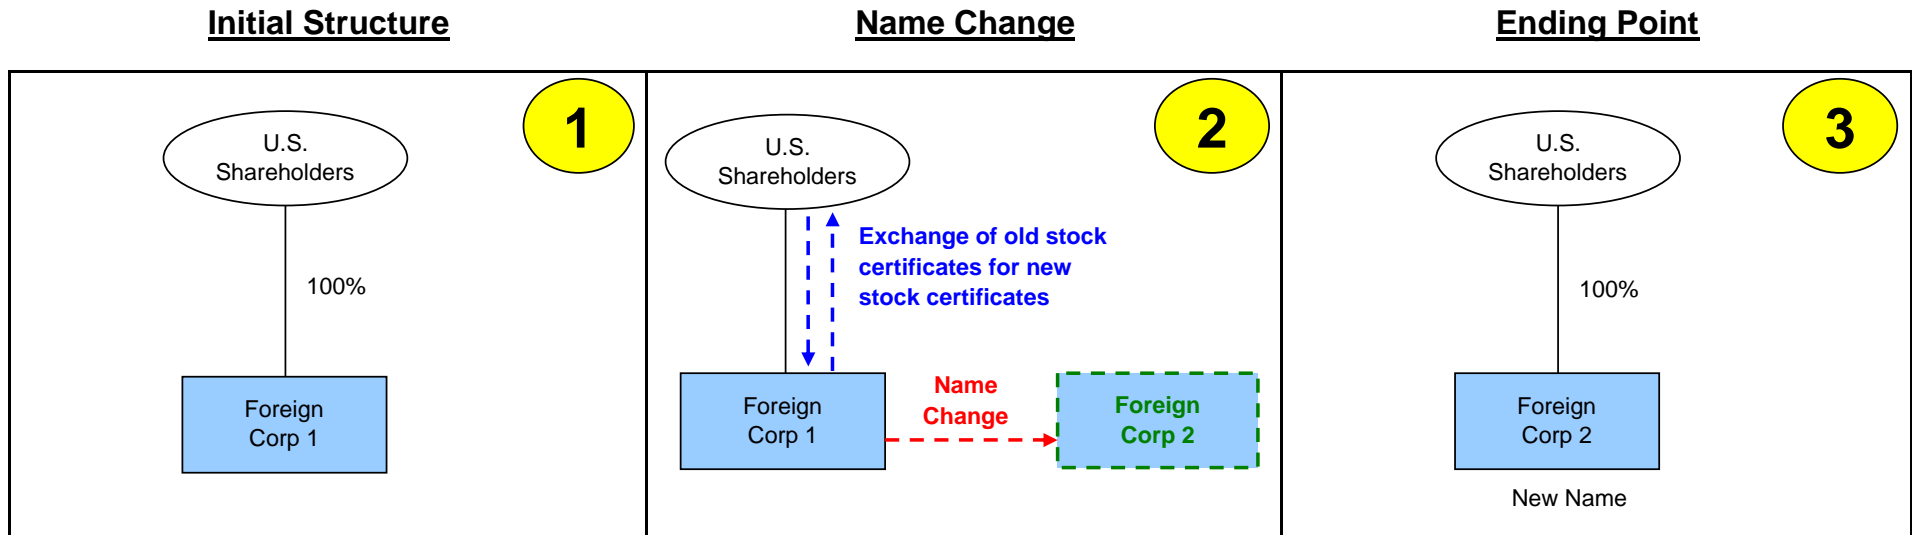 Initial Structure
Name Change
Ending Point
1
U.S.
Shareholders
100%
Foreign
Corp 1
2
U.S.
Shareholders
Exchange of old stock
certificates for new
stock certificates
Foreign
Corp 1
Name
Change
Foreign
Corp 2
3
U.S.
Shareholders
100%
Foreign
Corp 2
New Name